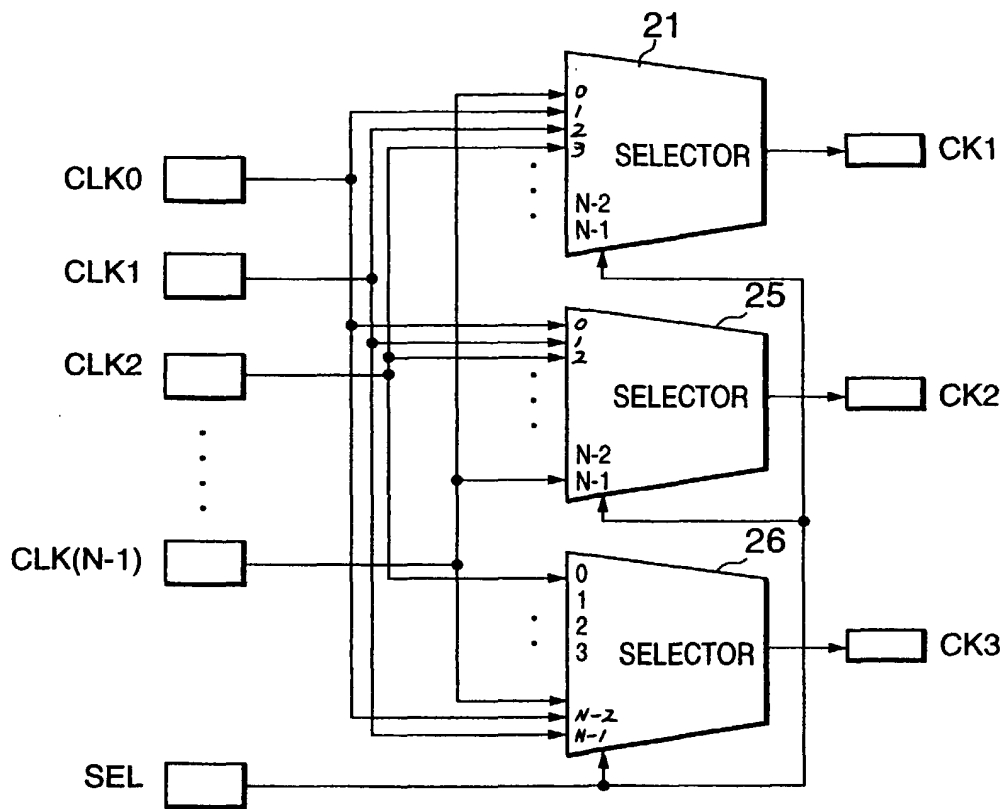 21
0
1
2
3
SELECTOR
N-2
N-1
CK1
CLK0
CLK1
CLK2
CLK(N-1)
SEL
25
0
1
2
SELECTOR
N-2
N-1
CK2
26
0
1
2
3
SELECTOR
N-2
N-1
CK3